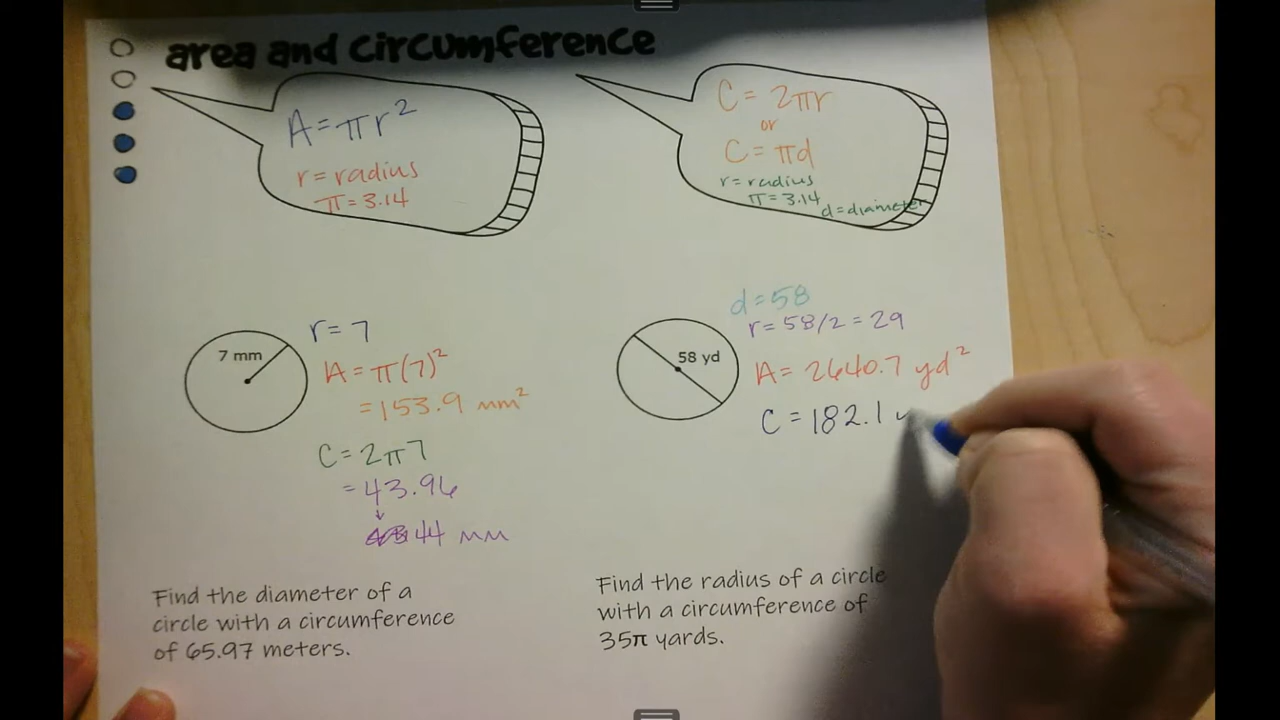 area and circumference
A = πr²
r = radius
π = 3.14
C = 2πr
or
C = πd
r = radius
π = 3.14
d = diameter
7 mm
r = 7
A = π(7)²
= 153.9 mm²
C = 2π7
= 43.96
44 mm
58 yd
d = 58
r = 58/2 = 29
A = 2640.7 yd²
C = 182.1
Find the diameter of a
circle with a circumference
of 65.97 meters.
Find the radius of a circle
with a circumference of
35π yards.